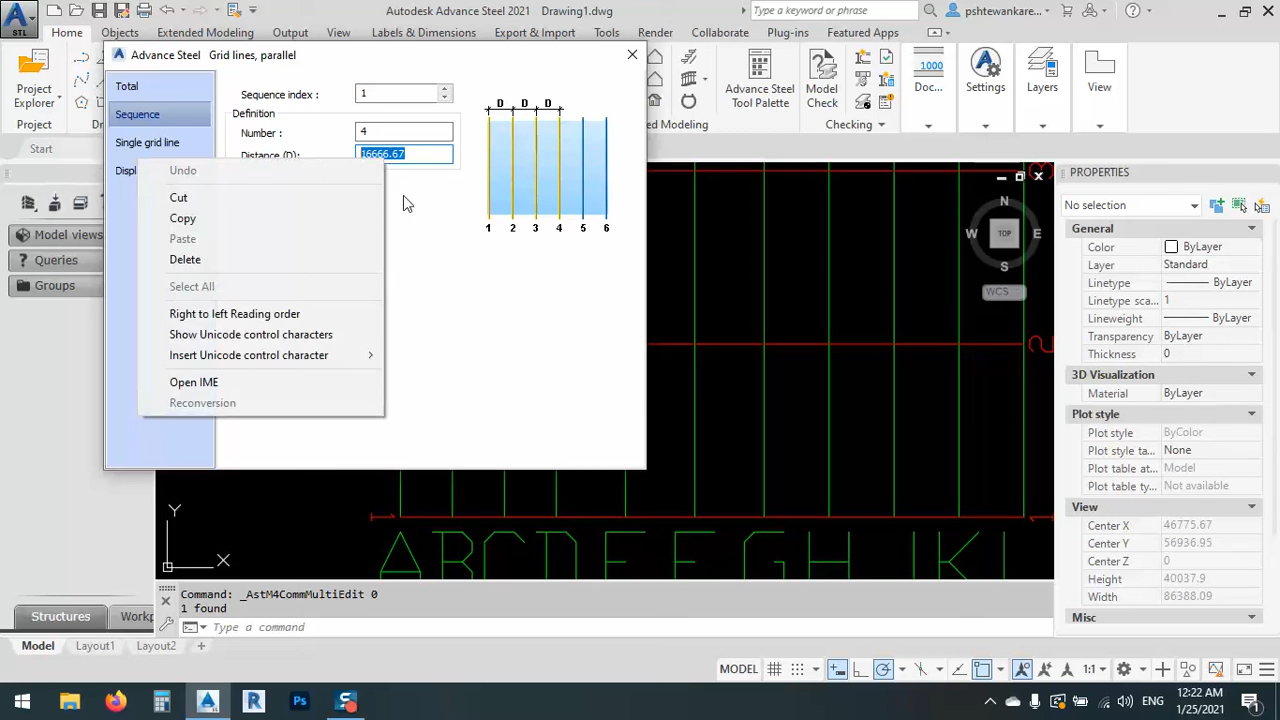 Autodesk Advance Steel 2021 Drawing1.dwg
Type a keyword or phrase
pshtewankare...
STL
Home Objects Extended Modeling Output View Labels & Dimensions Export & Import Tools Render Collaborate Plug-ins Featured Apps
Project
Explorer
Project
Advance Steel
Tool Palette
Model
Check
Doc...
Settings
Layers
View
Modeling
Checking
Start
Advance Steel Grid lines, parallel
Total
Sequence
Single grid line
Displ
Sequence index :
1
Definition
Number :
4
Distance (D):
16666.67
D D D
1 2 3 4 5 6
Undo
Cut
Copy
Paste
Delete
Select All
Right to left Reading order
Show Unicode control characters
Insert Unicode control character
Open IME
Reconversion
Model views
Queries
Groups
Structures
Workp
N
W TOP E
S
WCS
2
Y
X
A B C D E F G H I K L
PROPERTIES
No selection
General
Color ByLayer
Layer Standard
Linetype ByLayer
Linetype sca... 1
Lineweight ByLayer
Transparency ByLayer
Thickness 0
3D Visualization
Material ByLayer
Plot style
Plot style ByColor
Plot style ta... None
Plot table at... Model
Plot table ty... Not available
View
Center X 46775.67
Center Y 56936.95
Center Z 0
Height 40037.9
Width 86388.09
Misc
Command: _AstM4CommMultiEdit 0
1 found
Type a command
Model Layout1 Layout2 +
MODEL
1:1
ENG
12:22 AM
1/25/2021